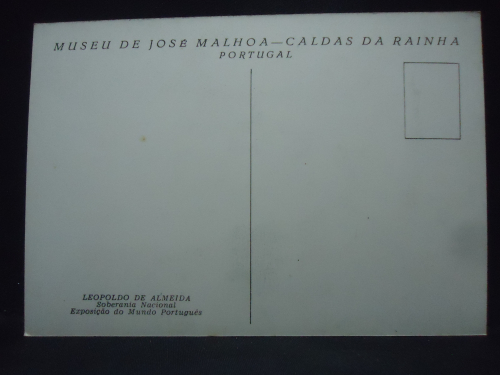 MUSEU DE JOSÉ MALHOA—CALDAS DA RAINHA
PORTUGAL
LEOPOLDO DE ALMEIDA
Soberania Nacional
Exposição do Mundo Português